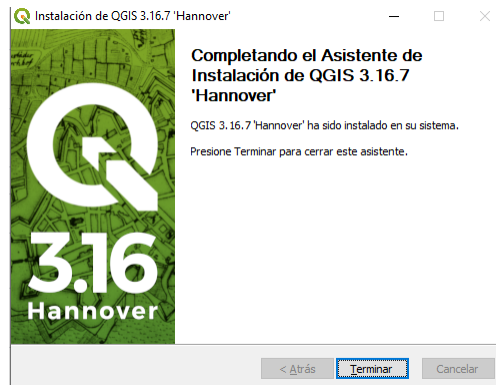 Instalación de QGIS 3.16.7 'Hannover'
Completando el Asistente de
Instalación de QGIS 3.16.7
'Hannover'
QGIS 3.16.7 'Hannover' ha sido instalado en su sistema.
Presione Terminar para cerrar este asistente.
3.16
Hannover
< Atrás
Terminar
Cancelar